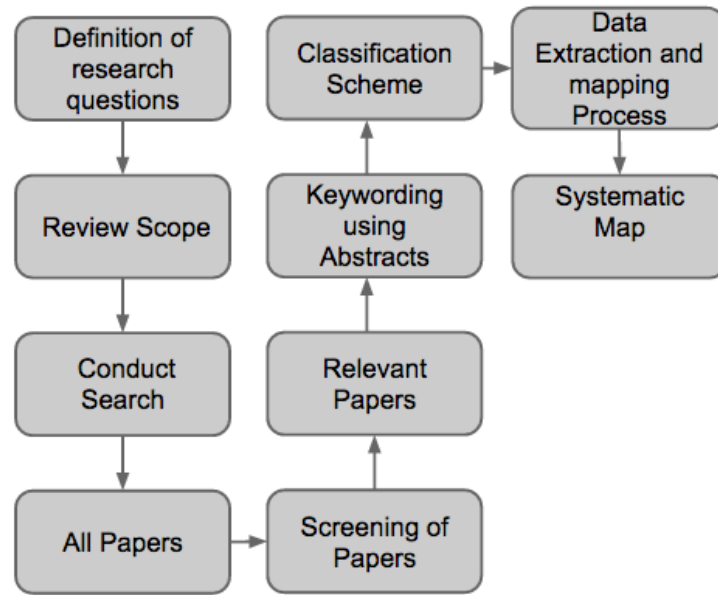 Definition of
research
questions
Review Scope
Conduct
Search
All Papers
Screening of
Papers
Relevant
Papers
Keywording
using
Abstracts
Classification
Scheme
Data
Extraction and
mapping
Process
Systematic
Map